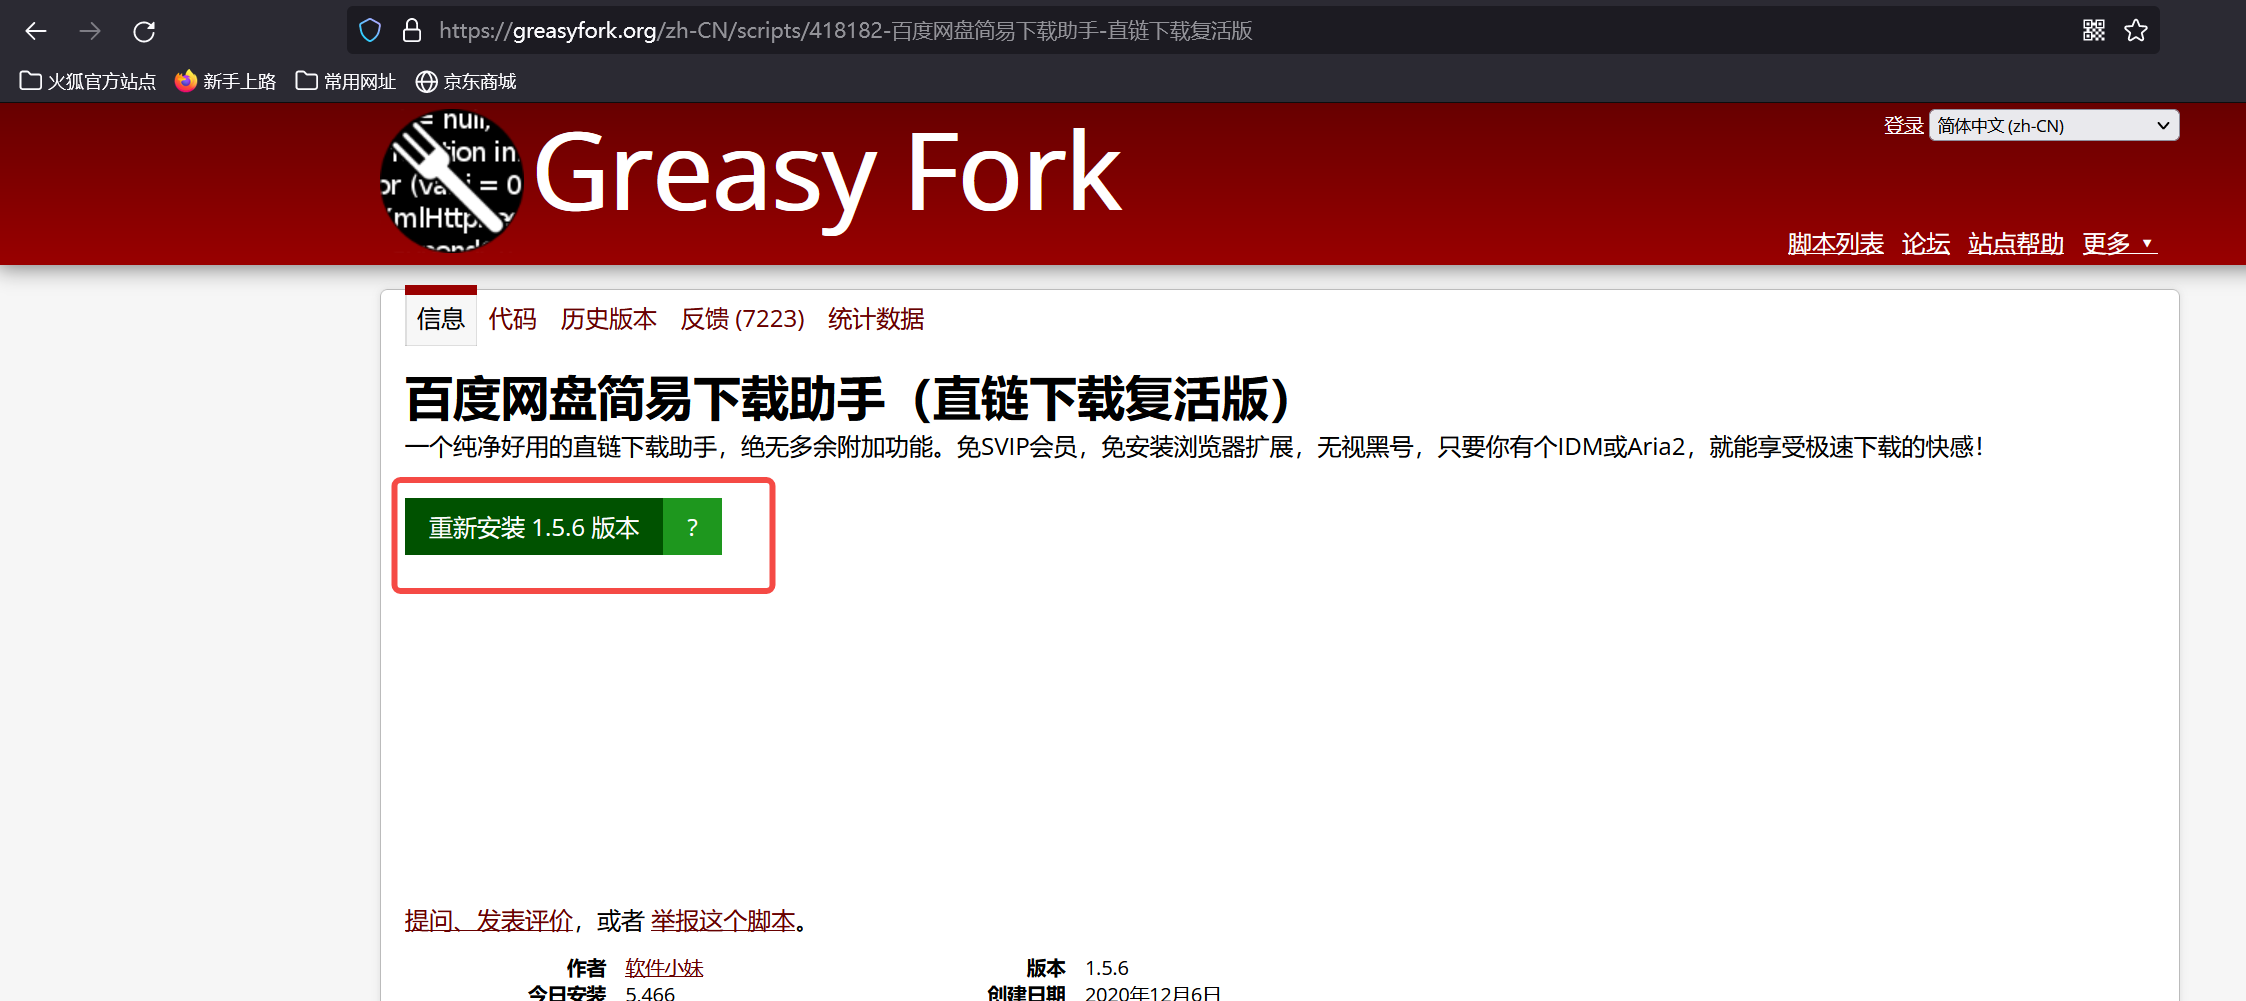 https://greasyfork.org/zh-CN/scripts/418182-百度网盘简易下载助手-直链下载复活版
火狐官方站点 新手上路 常用网址 京东商城
= null,
tion in
or (va i = 0
mlHttp
Greasy Fork
登录 简体中文 (zh-CN)
脚本列表 论坛 站点帮助 更多 ▼
信息 代码 历史版本 反馈 (7223) 统计数据
百度网盘简易下载助手（直链下载复活版）
一个纯净好用的直链下载助手，绝无多余附加功能。免SVIP会员，免安装浏览器扩展，无视黑号，只要你有个IDM或Aria2，就能享受极速下载的快感！
重新安装 1.5.6 版本 ?
提问、发表评价，或者 举报这个脚本。
作者 软件小妹 版本 1.5.6
今日安装 5,466 创建日期 2020年12月6日